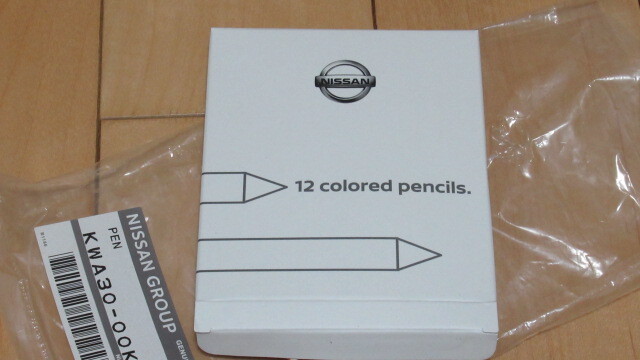 NISSAN
12 colored pencils.
NISSAN GROUP
PEN
KWA30-00K